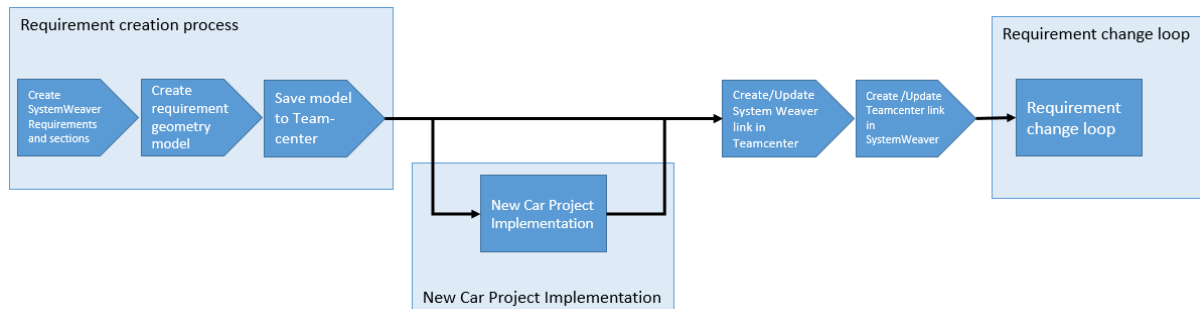 Requirement creation process
Create
SystemWeaver
Requirements
and sections
Create
requirement
geometry
model
Save model
to Team-
center
New Car Project
Implementation
New Car Project Implementation
Create/Update
System Weaver
link in
Teamcenter
Create /Update
Teamcenter link
in
SystemWeaver
Requirement change loop
Requirement
change loop